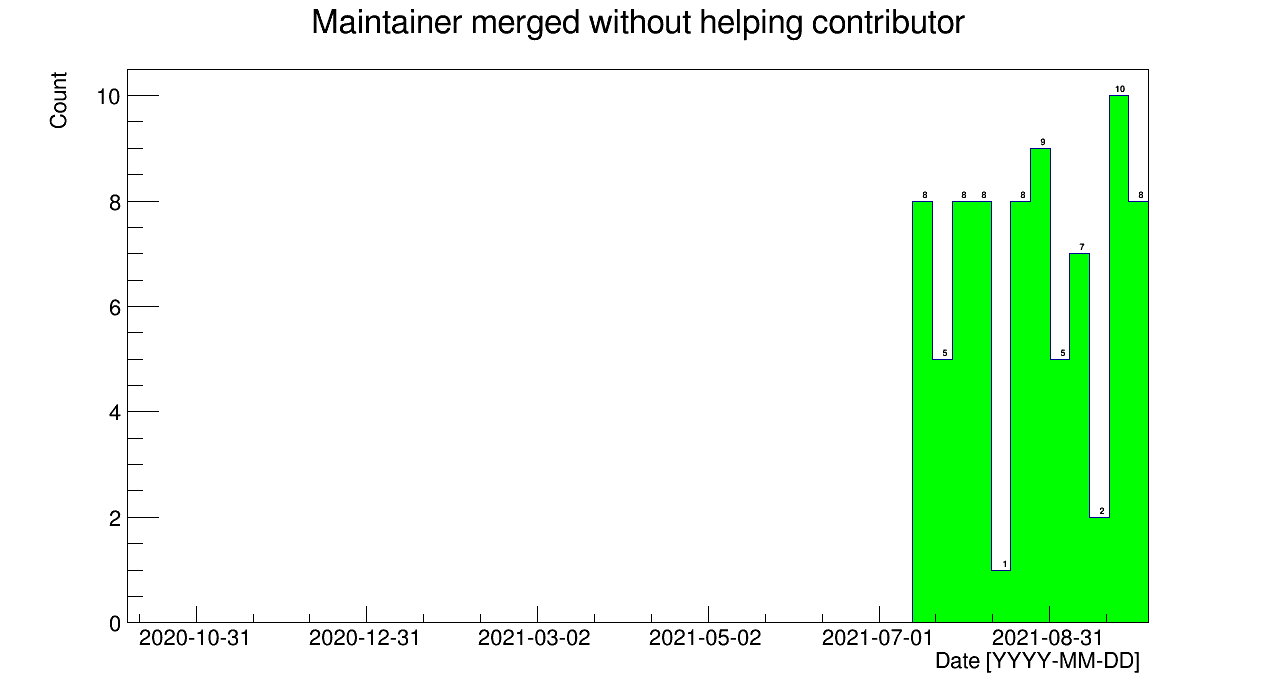 Maintainer merged without helping contributor
Count
10
8
6
4
2
0
8 5 8 8 1 8 9 5 7 2 10 8
2020-10-31 2020-12-31 2021-03-02 2021-05-02 2021-07-01 2021-08-31
Date [YYYY-MM-DD]